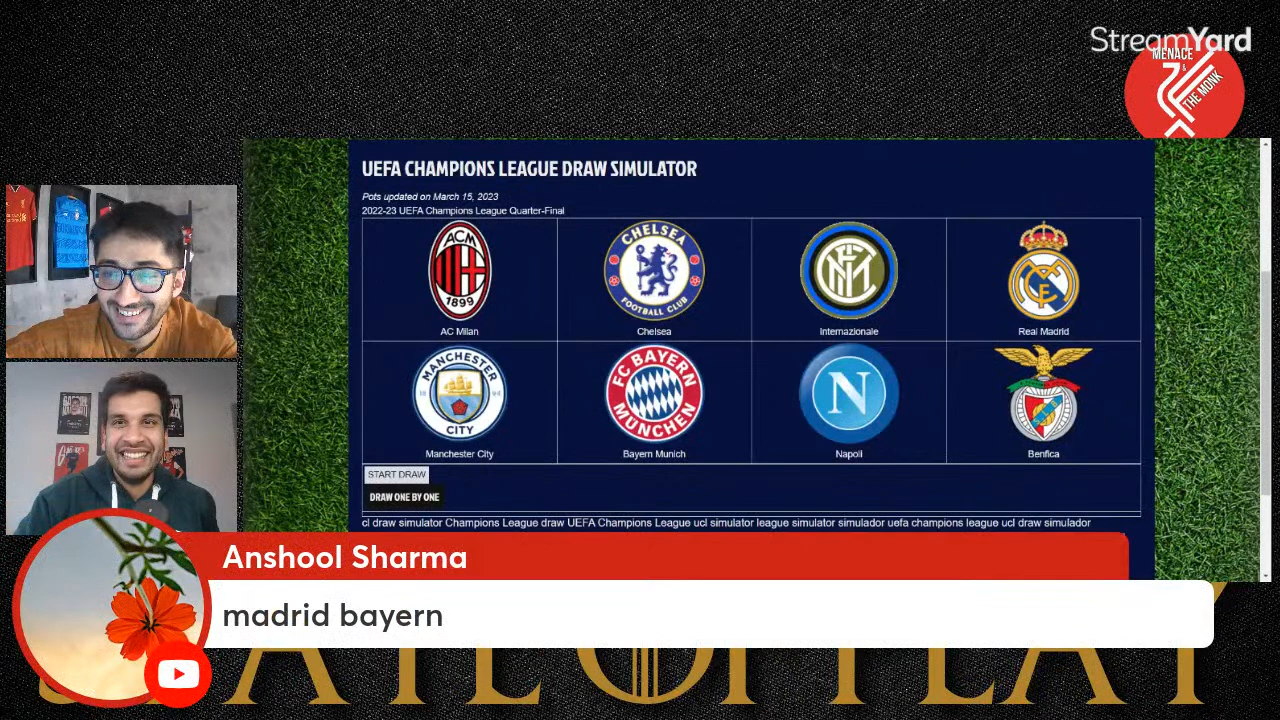 StreamYard
MENACE
&
THE MONK
UEFA CHAMPIONS LEAGUE DRAW SIMULATOR
Pots updated on March 15, 2023
2022-23 UEFA Champions League Quarter-Final
ACM
1899
CHELSEA
FOOTBALL CLUB
AC Milan
Chelsea
Internazionale
Real Madrid
MANCHESTER
18 94
CITY
FC BAYERN
MÜNCHEN
N
Manchester City
Bayern Munich
Napoli
Benfica
START DRAW
DRAW ONE BY ONE
cl draw simulator Champions League draw UEFA Champions League ucl simulator league simulator simulador uefa champions league ucl draw simulador
Anshool Sharma
madrid bayern